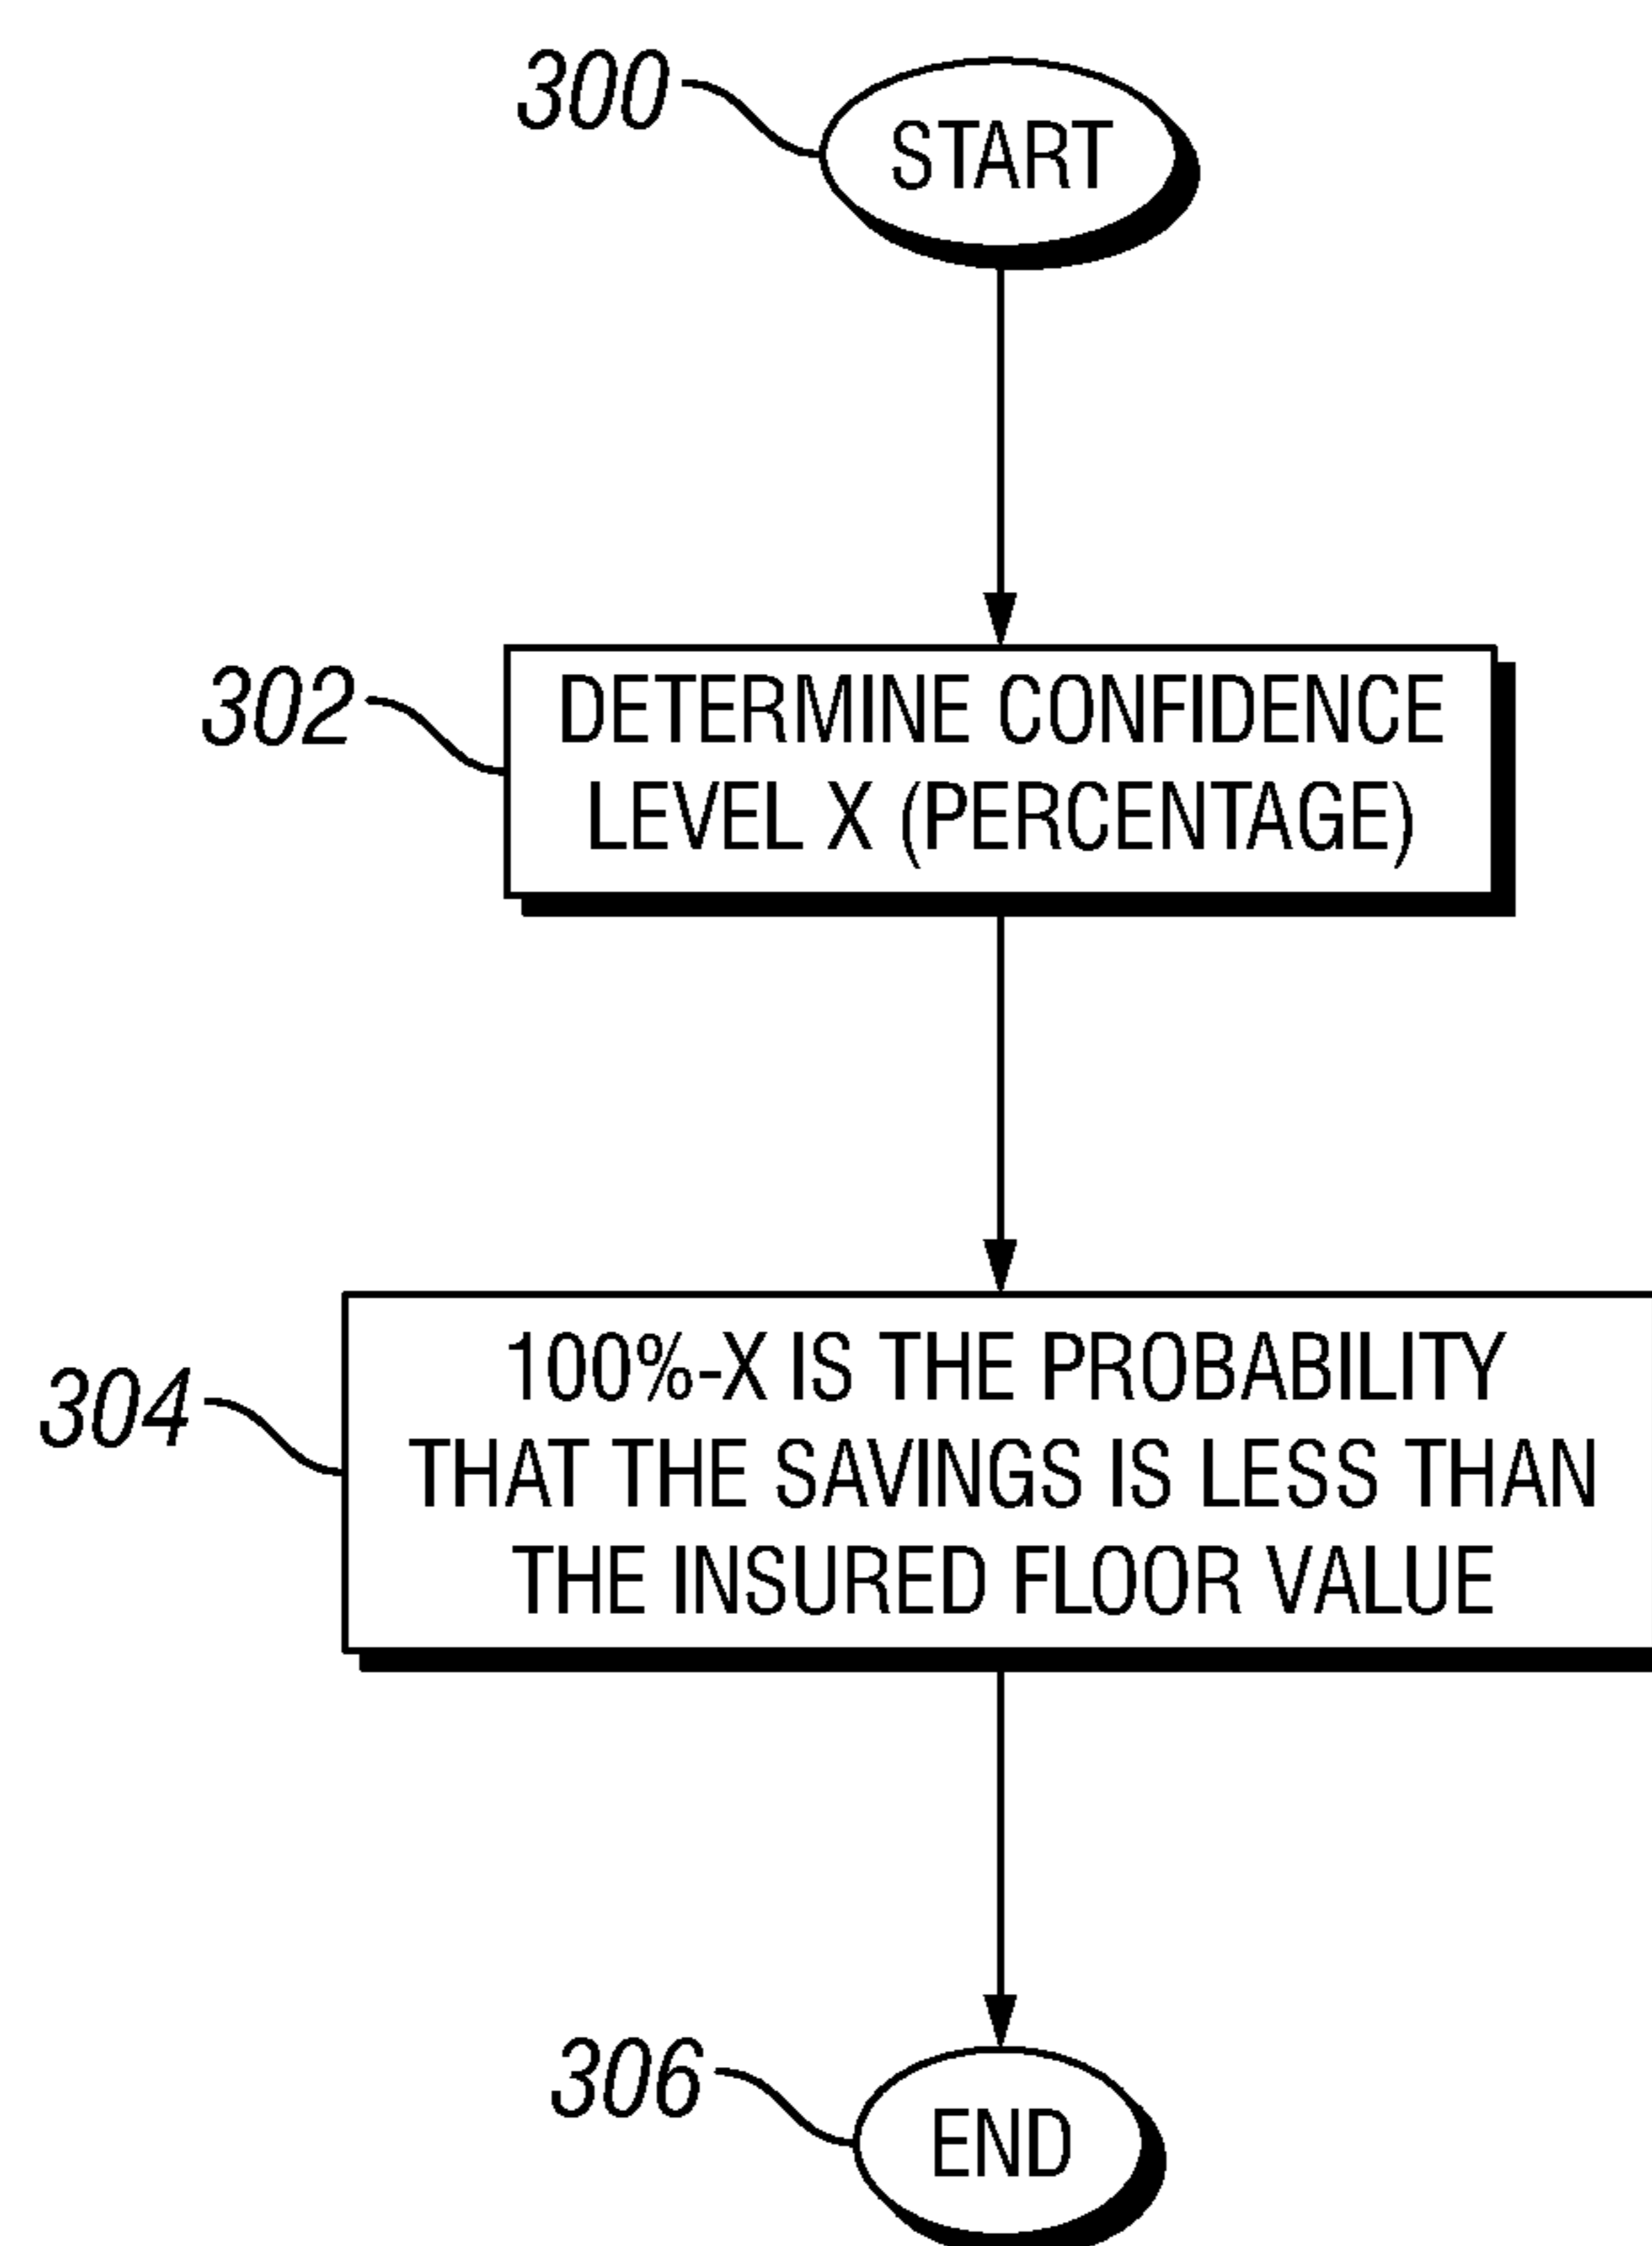 300
START
302
DETERMINE CONFIDENCE
LEVEL X (PERCENTAGE)
304
100%-X IS THE PROBABILITY
THAT THE SAVINGS IS LESS THAN
THE INSURED FLOOR VALUE
306
END